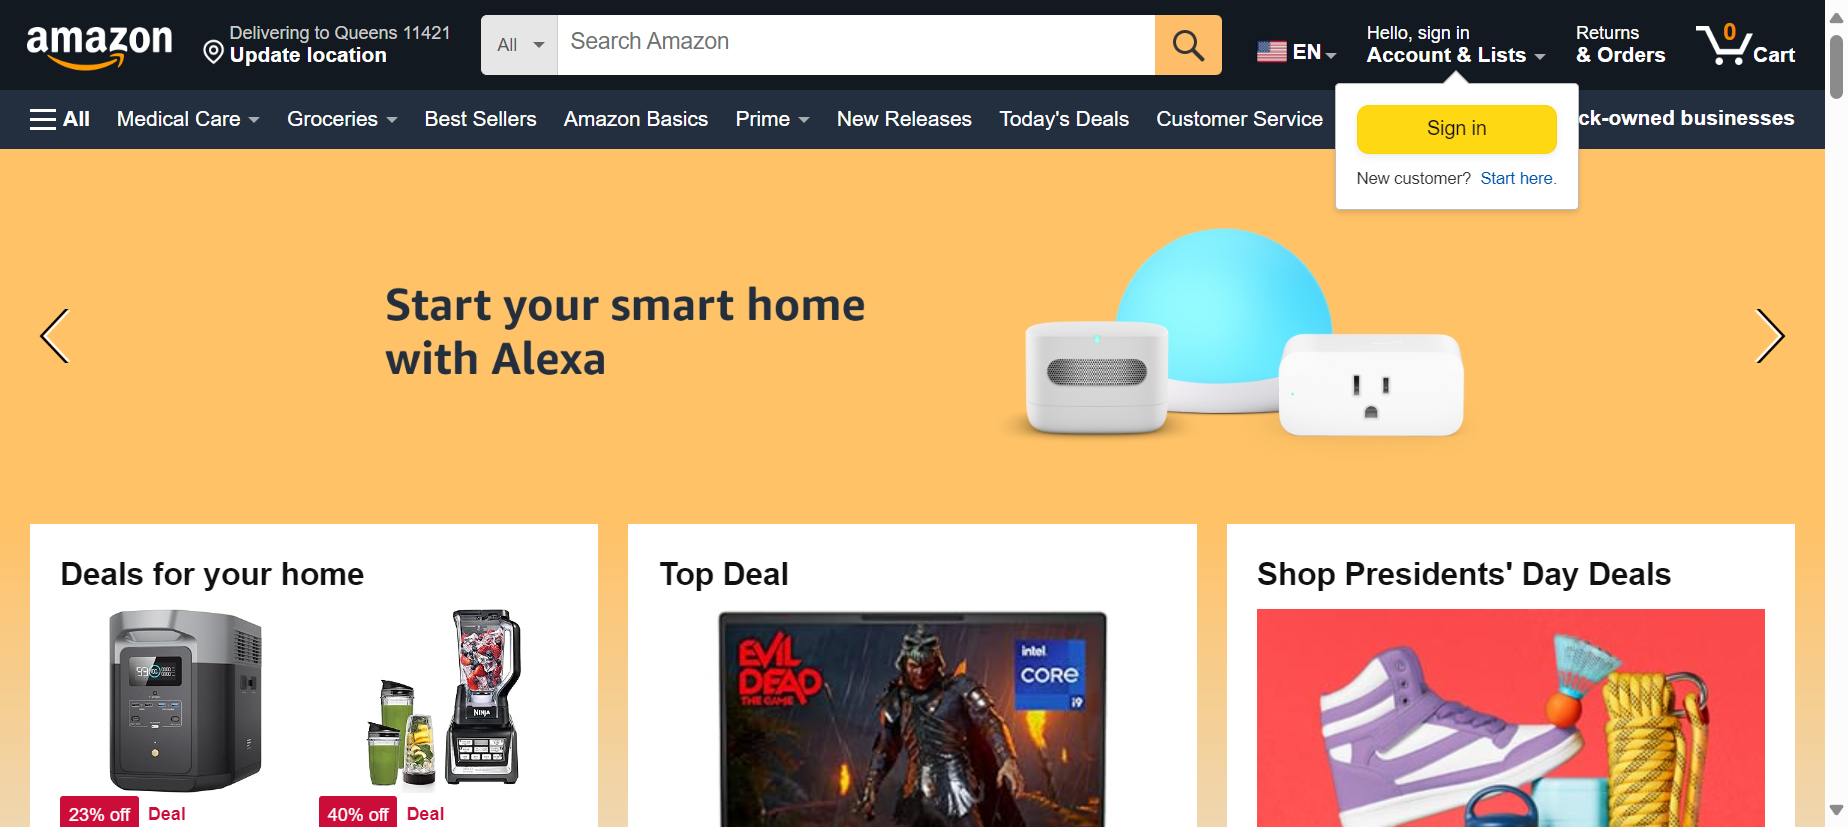 amazon
Delivering to Queens 11421
Update location
All
Search Amazon
EN
Hello, sign in
Account & Lists
Returns
& Orders
0
Cart
All
Medical Care
Groceries
Best Sellers
Amazon Basics
Prime
New Releases
Today's Deals
Customer Service
ck-owned businesses
Sign in
New customer? Start here.
Start your smart home
with Alexa
Deals for your home
NINJA
23% off
Deal
40% off
Deal
Top Deal
EVIL
DEAD
THE GAME
intel
CORE
i9
Shop Presidents' Day Deals